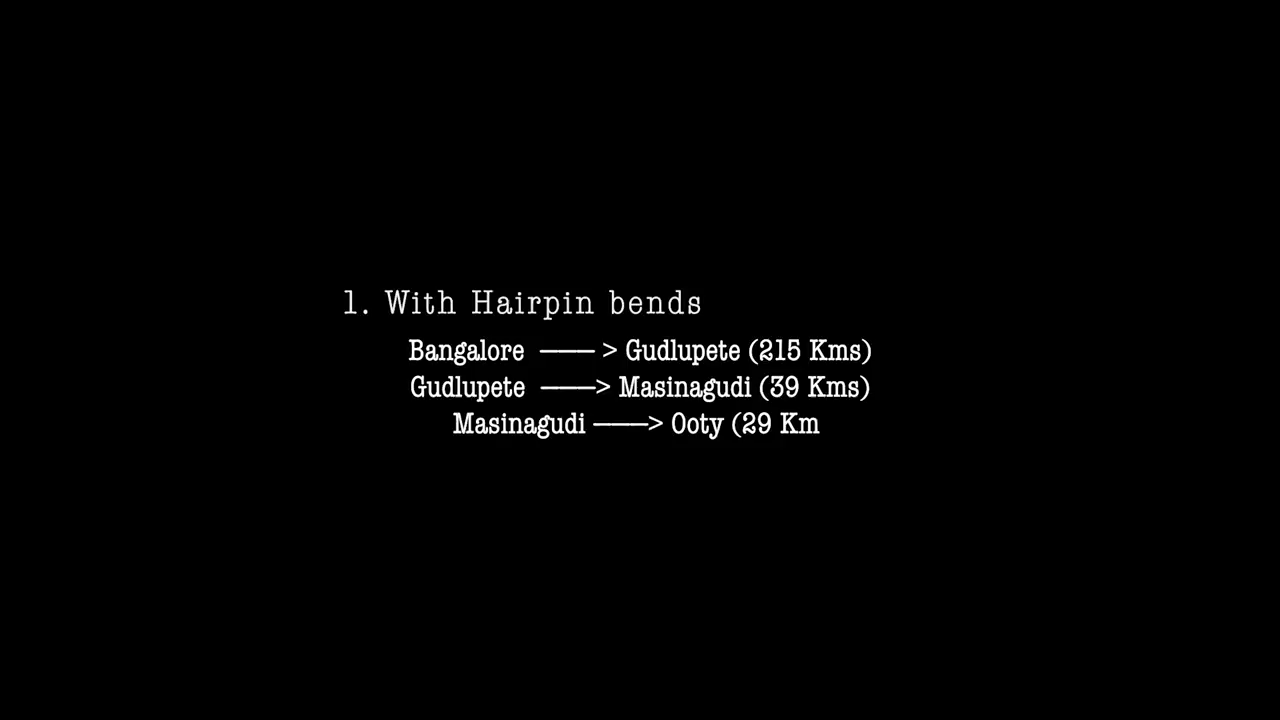 1. With Hairpin bends
Bangalore ——— > Gudlupete (215 Kms)
Gudlupete ———> Masinagudi (39 Kms)
Masinagudi ———> Ooty (29 Km